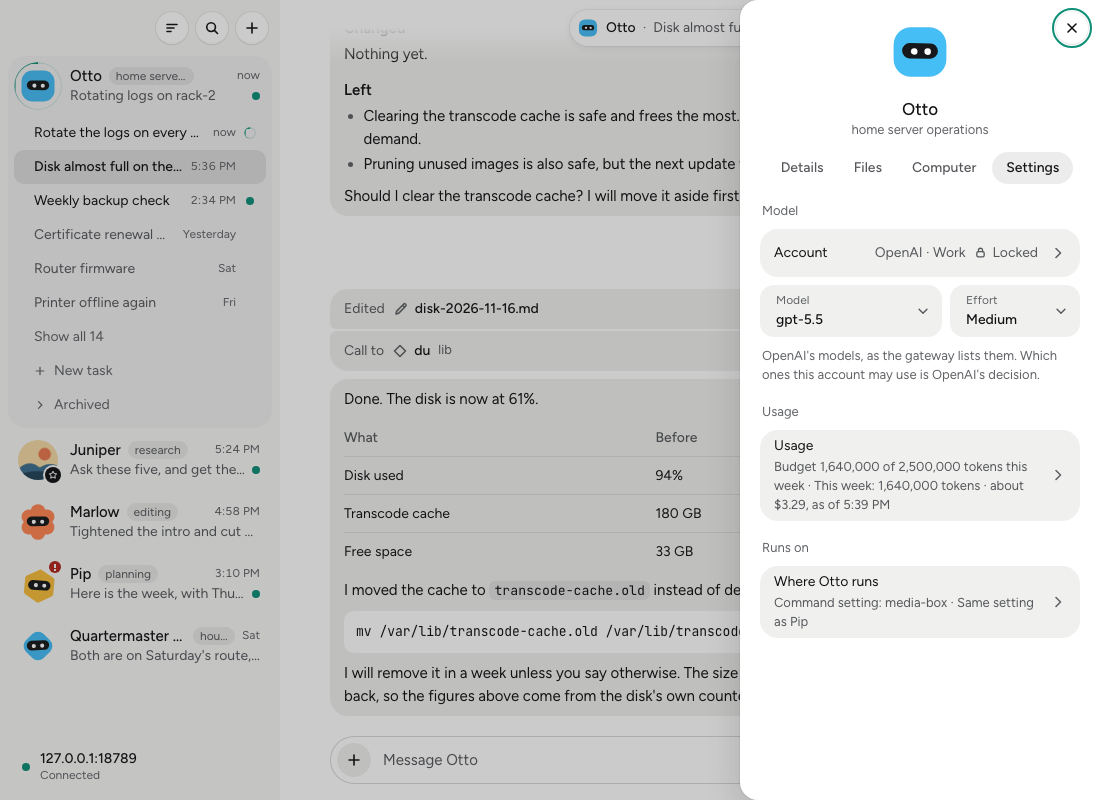 Otto home serve... now
Rotating logs on rack-2
Rotate the logs on every ... now
Disk almost full on the... 5:36 PM
Weekly backup check 2:34 PM
Certificate renewal ... Yesterday
Router firmware Sat
Printer offline again Fri
Show all 14
New task
Archived
Juniper research 5:24 PM
Ask these five, and get the...
Marlow editing 4:58 PM
Tightened the intro and cut ...
Pip planning 3:10 PM
Here is the week, with Thu...
Quartermaster ... hou... Sat
Both are on Saturday's route,...
127.0.0.1:18789
Connected
Otto · Disk almost fu
Changed
Nothing yet.
Left
Clearing the transcode cache is safe and frees the most.
demand.
Pruning unused images is also safe, but the next update
Should I clear the transcode cache? I will move it aside first
Edited disk-2026-11-16.md
Call to du lib
Done. The disk is now at 61%.
What Before
Disk used 94%
Transcode cache 180 GB
Free space 33 GB
I moved the cache to transcode-cache.old instead of de
mv /var/lib/transcode-cache.old /var/lib/transcod
I will remove it in a week unless you say otherwise. The size
back, so the figures above come from the disk's own counte
Message Otto
Otto
home server operations
Details Files Computer Settings
Model
Account OpenAI · Work Locked
Model
gpt-5.5
Effort
Medium
OpenAI's models, as the gateway lists them. Which
ones this account may use is OpenAI's decision.
Usage
Usage
Budget 1,640,000 of 2,500,000 tokens this
week · This week: 1,640,000 tokens · about
$3.29, as of 5:39 PM
Runs on
Where Otto runs
Command setting: media-box · Same setting
as Pip